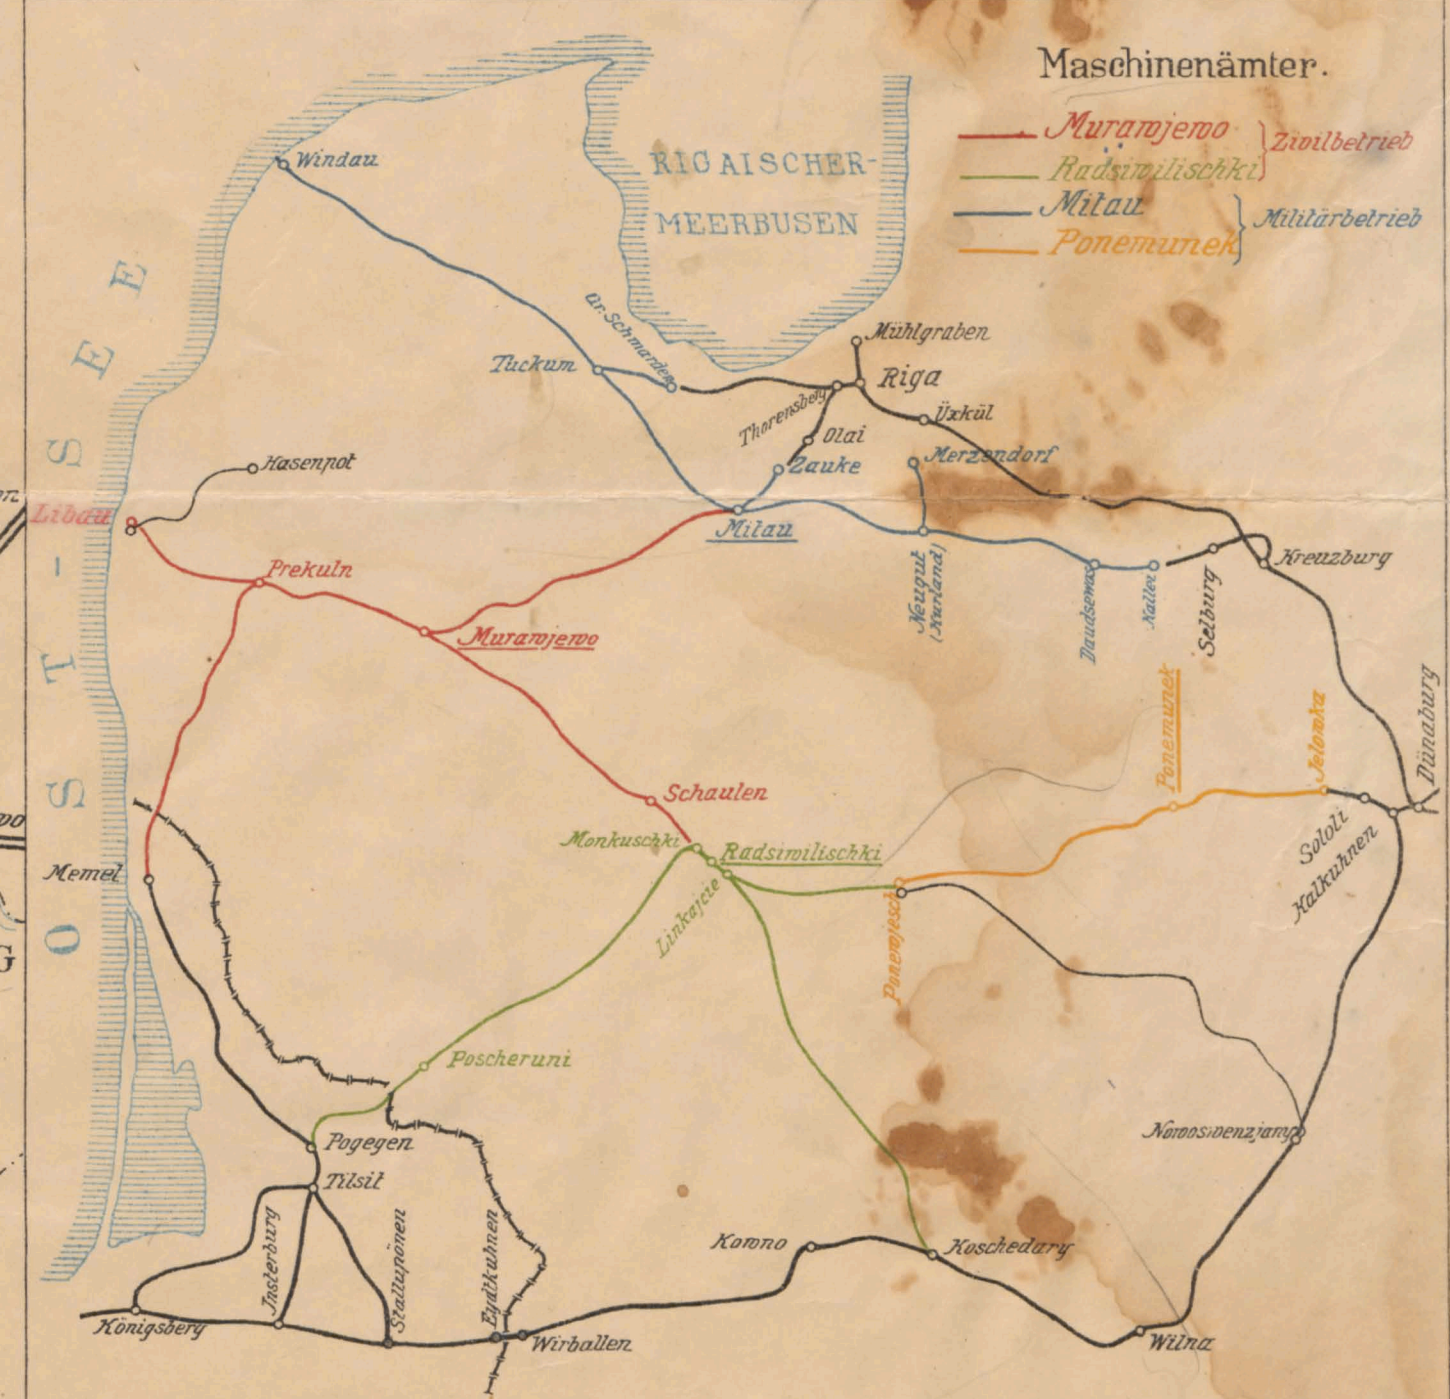 Maschinenämter.
Murawjewo
Radsiwilischki
Zivilbetrieb
Mitau
Ponemunek
Militärbetrieb
RIGAISCHER-
MEERBUSEN
OST-SEE
Windau
Gr. Schmarden
Tuckum
Mühlgraben
Riga
Thorensberg
Üxkül
Olai
Zauke
Merzendorf
Hasenpot
Libau
Mitau
Prekuln
Neugut
(Kurland)
Daudsewas
Selburg
Kreuzburg
Murawjewo
Ponemunek
Jelowka
Dünaburg
Schaulen
Monkuschki
Radsiwilischki
Linkajcie
Ponewjesch
Sololi
Kalkuhnen
Memel
Poscheruni
Pogegen
Nowoswenzjany
Tilsit
Insterburg
Stallupönen
Eydtkuhnen
Kowno
Koschedary
Königsberg
Wirballen
Wilna